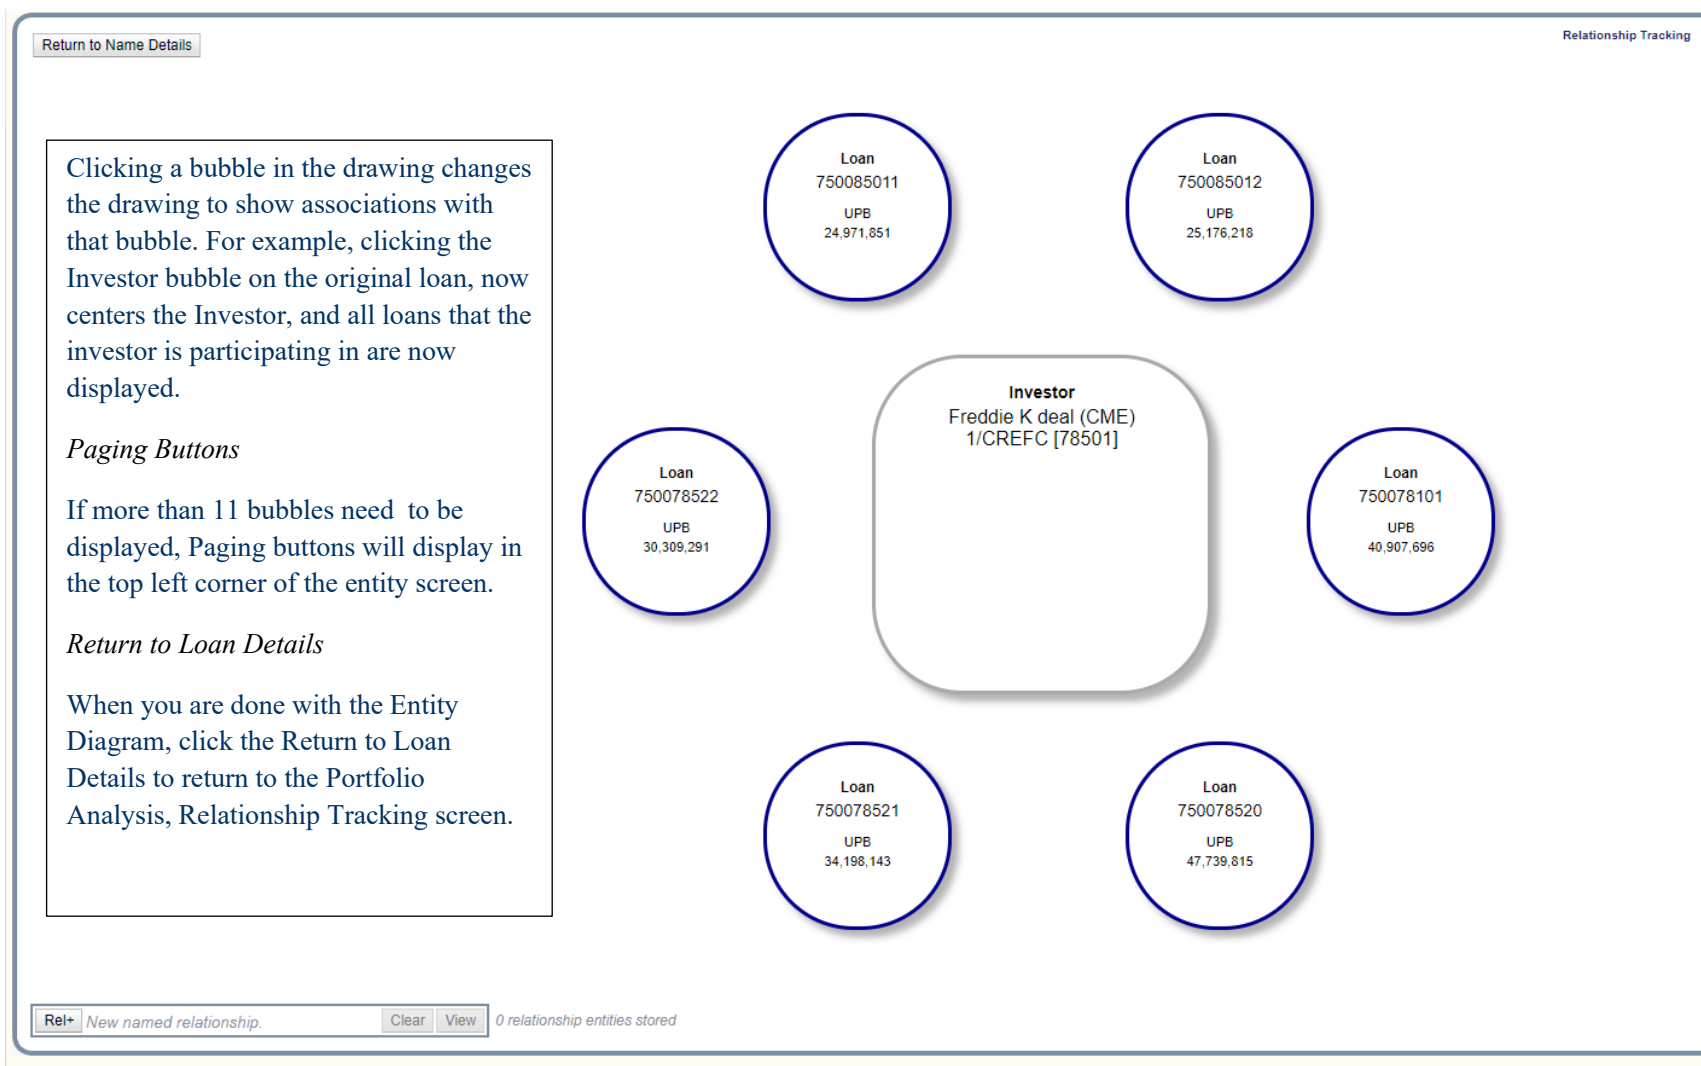 Return to Name Details
Relationship Tracking
Clicking a bubble in the drawing changes
the drawing to show associations with
that bubble. For example, clicking the
Investor bubble on the original loan, now
centers the Investor, and all loans that the
investor is participating in are now
displayed.
Paging Buttons
If more than 11 bubbles need  to be
displayed, Paging buttons will display in
the top left corner of the entity screen.
Return to Loan Details
When you are done with the Entity
Diagram, click the Return to Loan
Details to return to the Portfolio
Analysis, Relationship Tracking screen.
Loan
750085011
UPB
24,971,851
Loan
750085012
UPB
25,176,218
Investor
Freddie K deal (CME)
1/CREFC [78501]
Loan
750078522
UPB
30,309,291
Loan
750078101
UPB
40,907,696
Loan
750078521
UPB
34,198,143
Loan
750078520
UPB
47,739,815
Rel+ New named relationship. Clear View 0 relationship entities stored